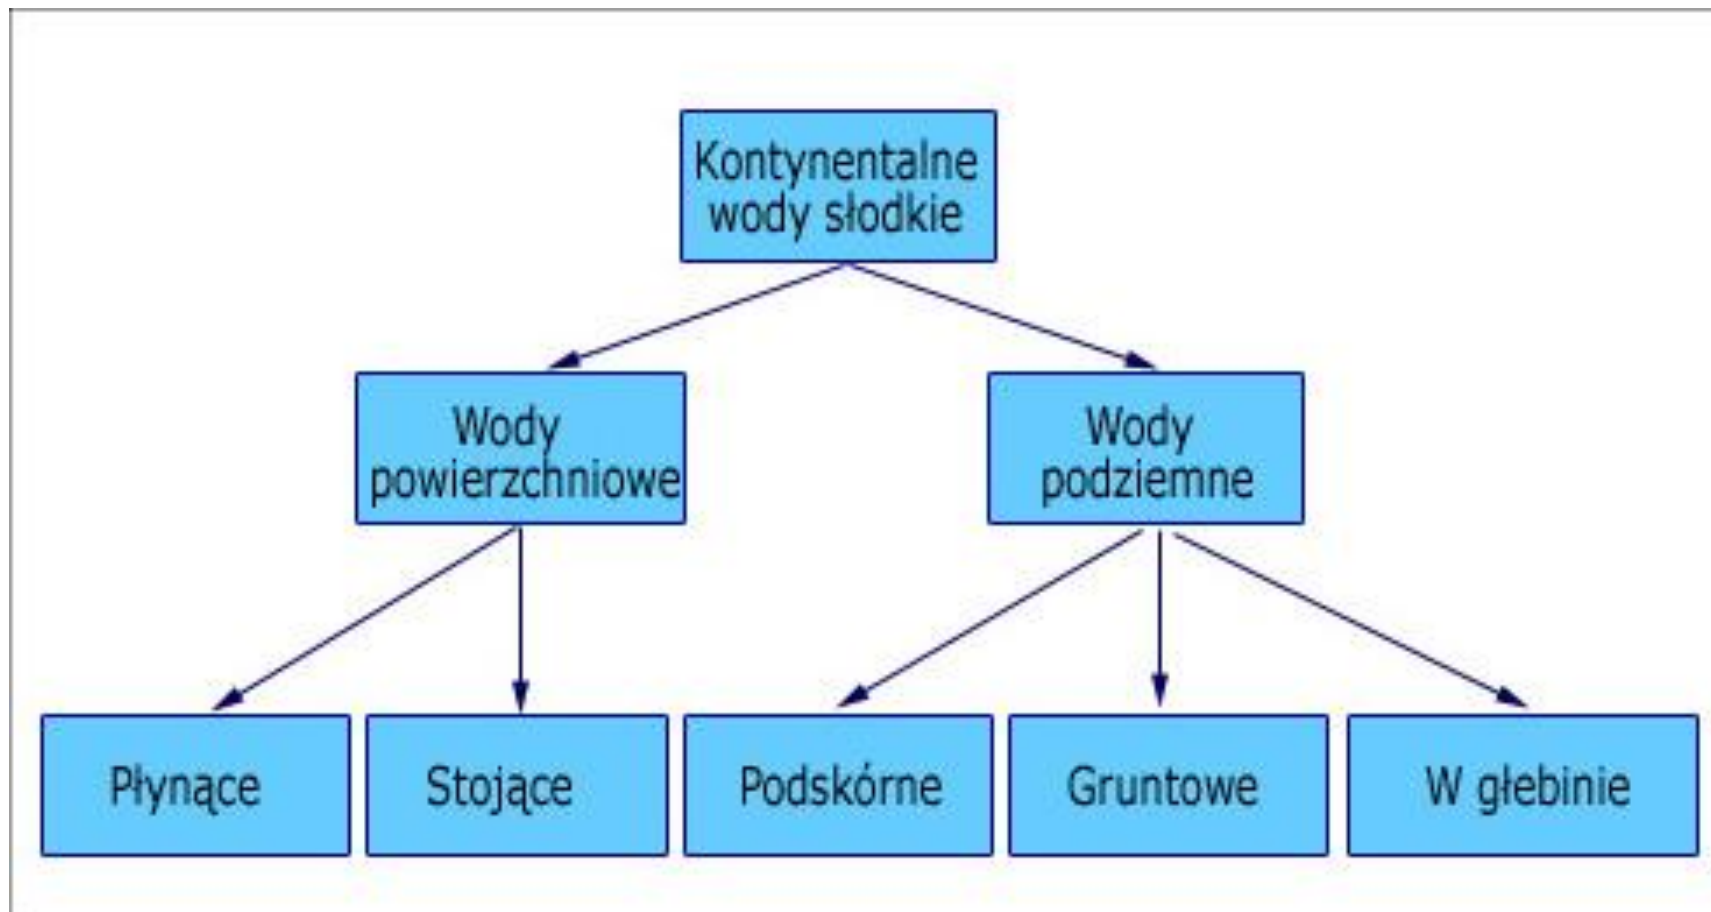 Kontynentalne
wody słodkie
Wody
powierzchniowe
Wody
podziemne
Płynące
Stojące
Podskórne
Gruntowe
W głebinie